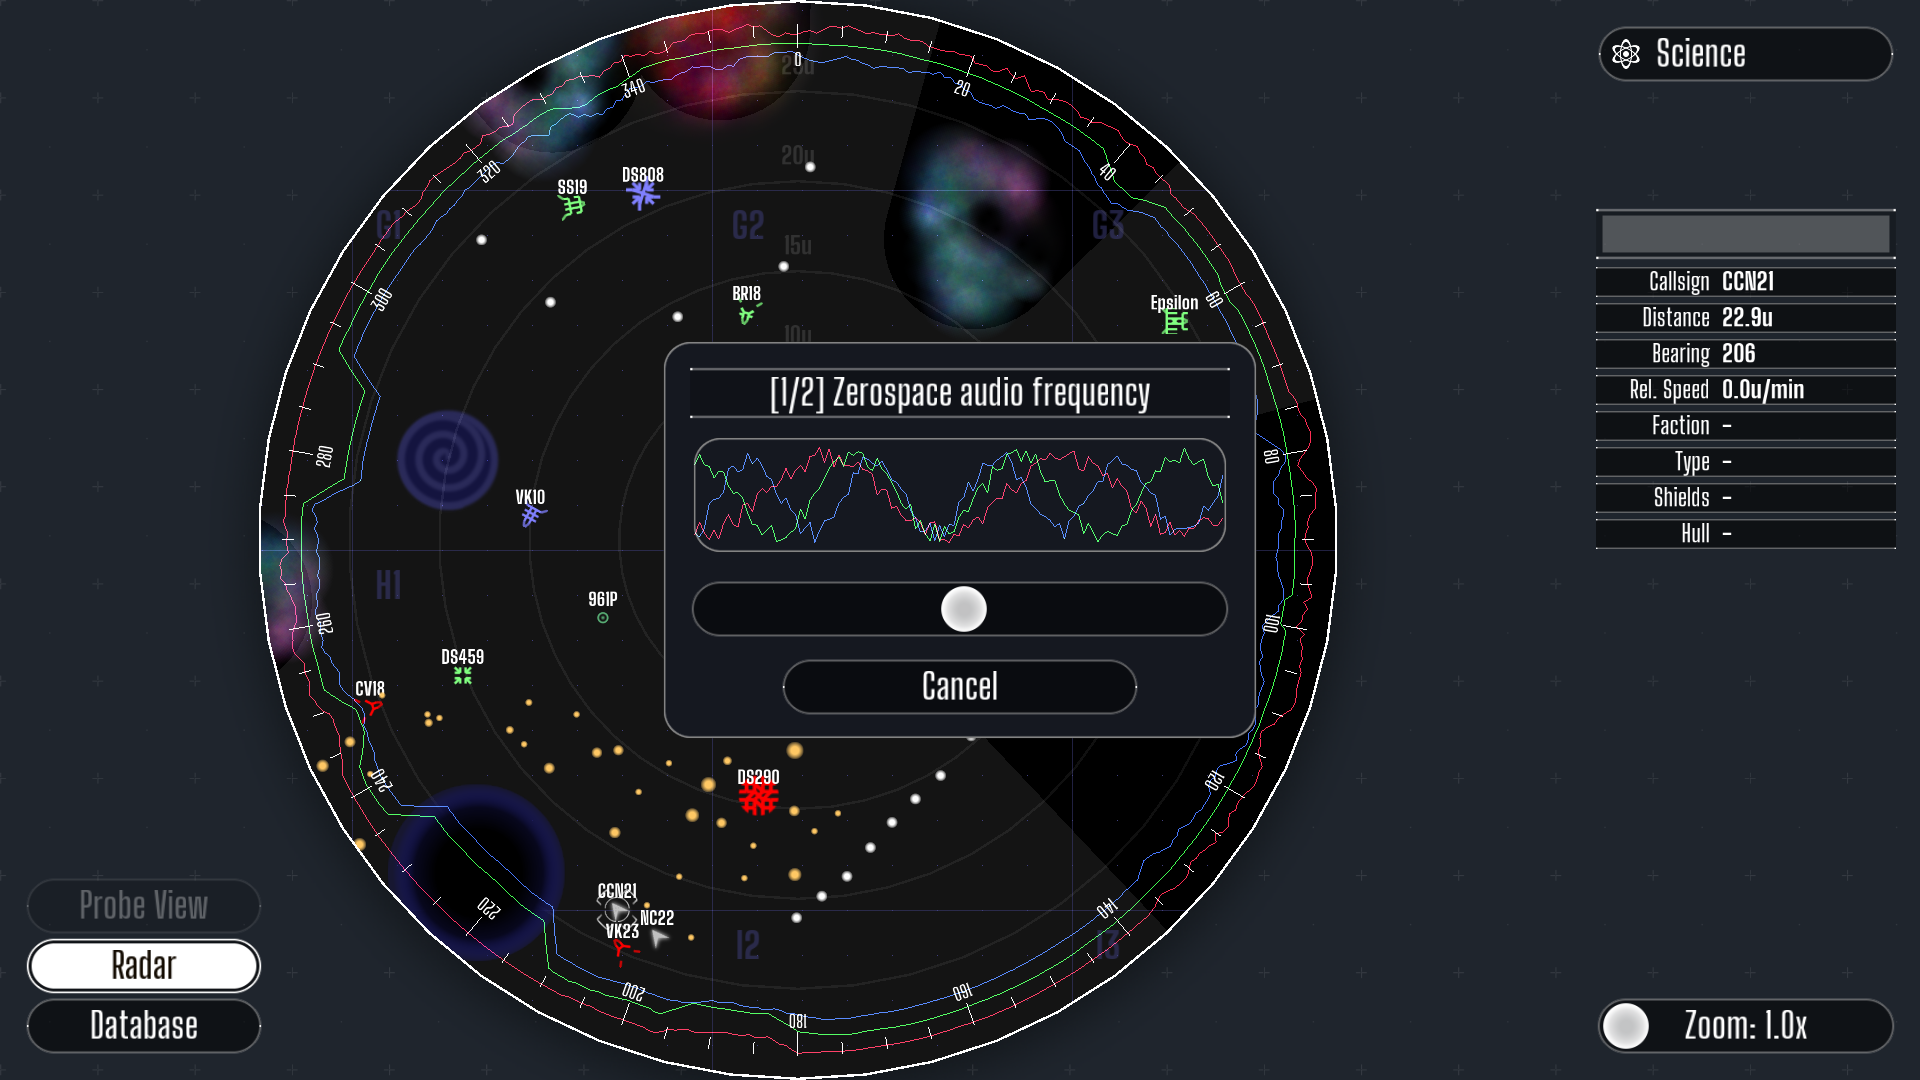 Science
0
20
40
60
80
100
120
140
160
180
200
220
240
260
280
300
320
340
25u
20u
15u
10u
G1
G2
G3
H1
I2
I3
SS19
DS808
BR18
Epsilon
VK10
961P
DS459
CV18
DS290
CCN21
NC22
VK23
[1/2] Zerospace audio frequency
Cancel
Callsign CCN21
Distance 22.9u
Bearing 206
Rel. Speed 0.0u/min
Faction -
Type -
Shields -
Hull -
Probe View
Radar
Database
Zoom: 1.0x